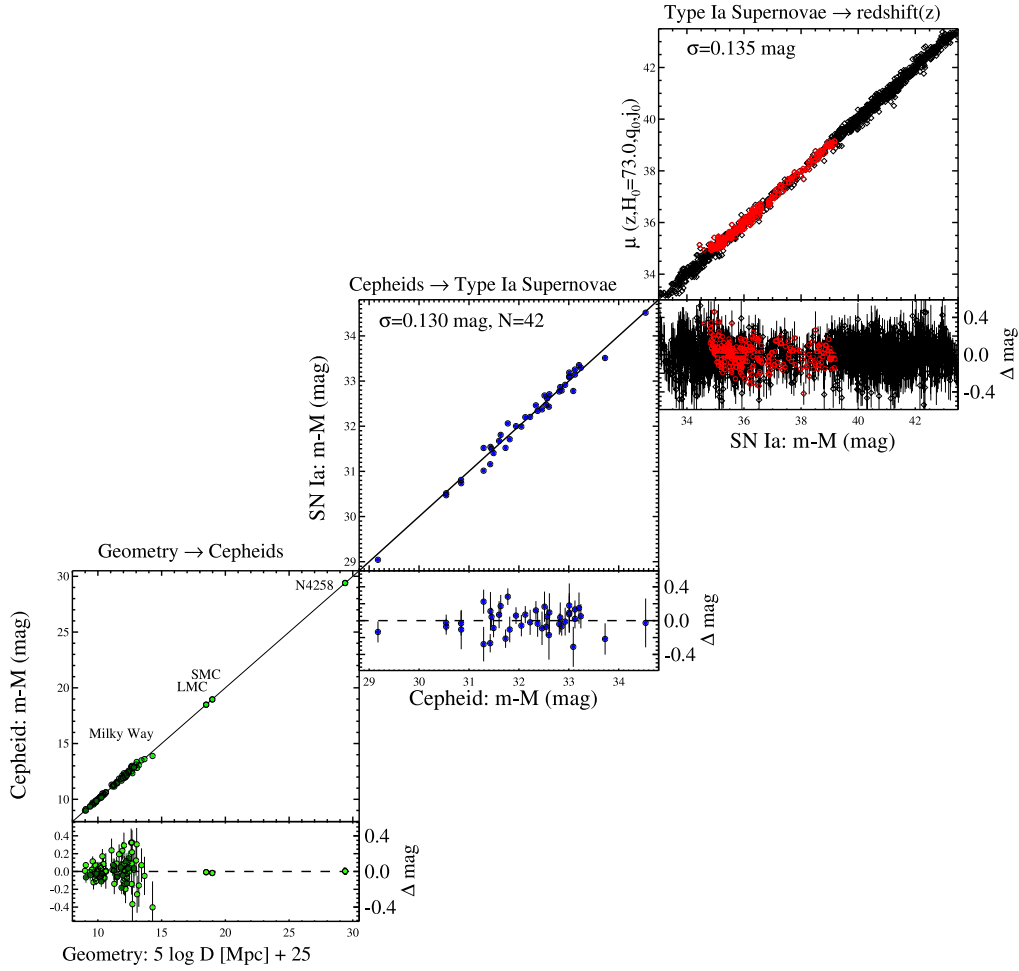 Type Ia Supernovae → redshift(z)
σ=0.135 mag
μ (z,H₀=73.0,q₀,j₀)
42
40
38
36
34
0.4
0.0
-0.4
Δ mag
34 36 38 40 42
SN Ia: m-M (mag)
Cepheids → Type Ia Supernovae
σ=0.130 mag, N=42
SN Ia: m-M (mag)
34
33
32
31
30
29
0.4
0.0
-0.4
Δ mag
29 30 31 32 33 34
Cepheid: m-M (mag)
Geometry → Cepheids
N4258
SMC
LMC
Milky Way
Cepheid: m-M (mag)
30
25
20
15
10
0.4
0.2
0.0
-0.2
-0.4
0.4
0.0
-0.4
Δ mag
10 15 20 25 30
Geometry: 5 log D [Mpc] + 25